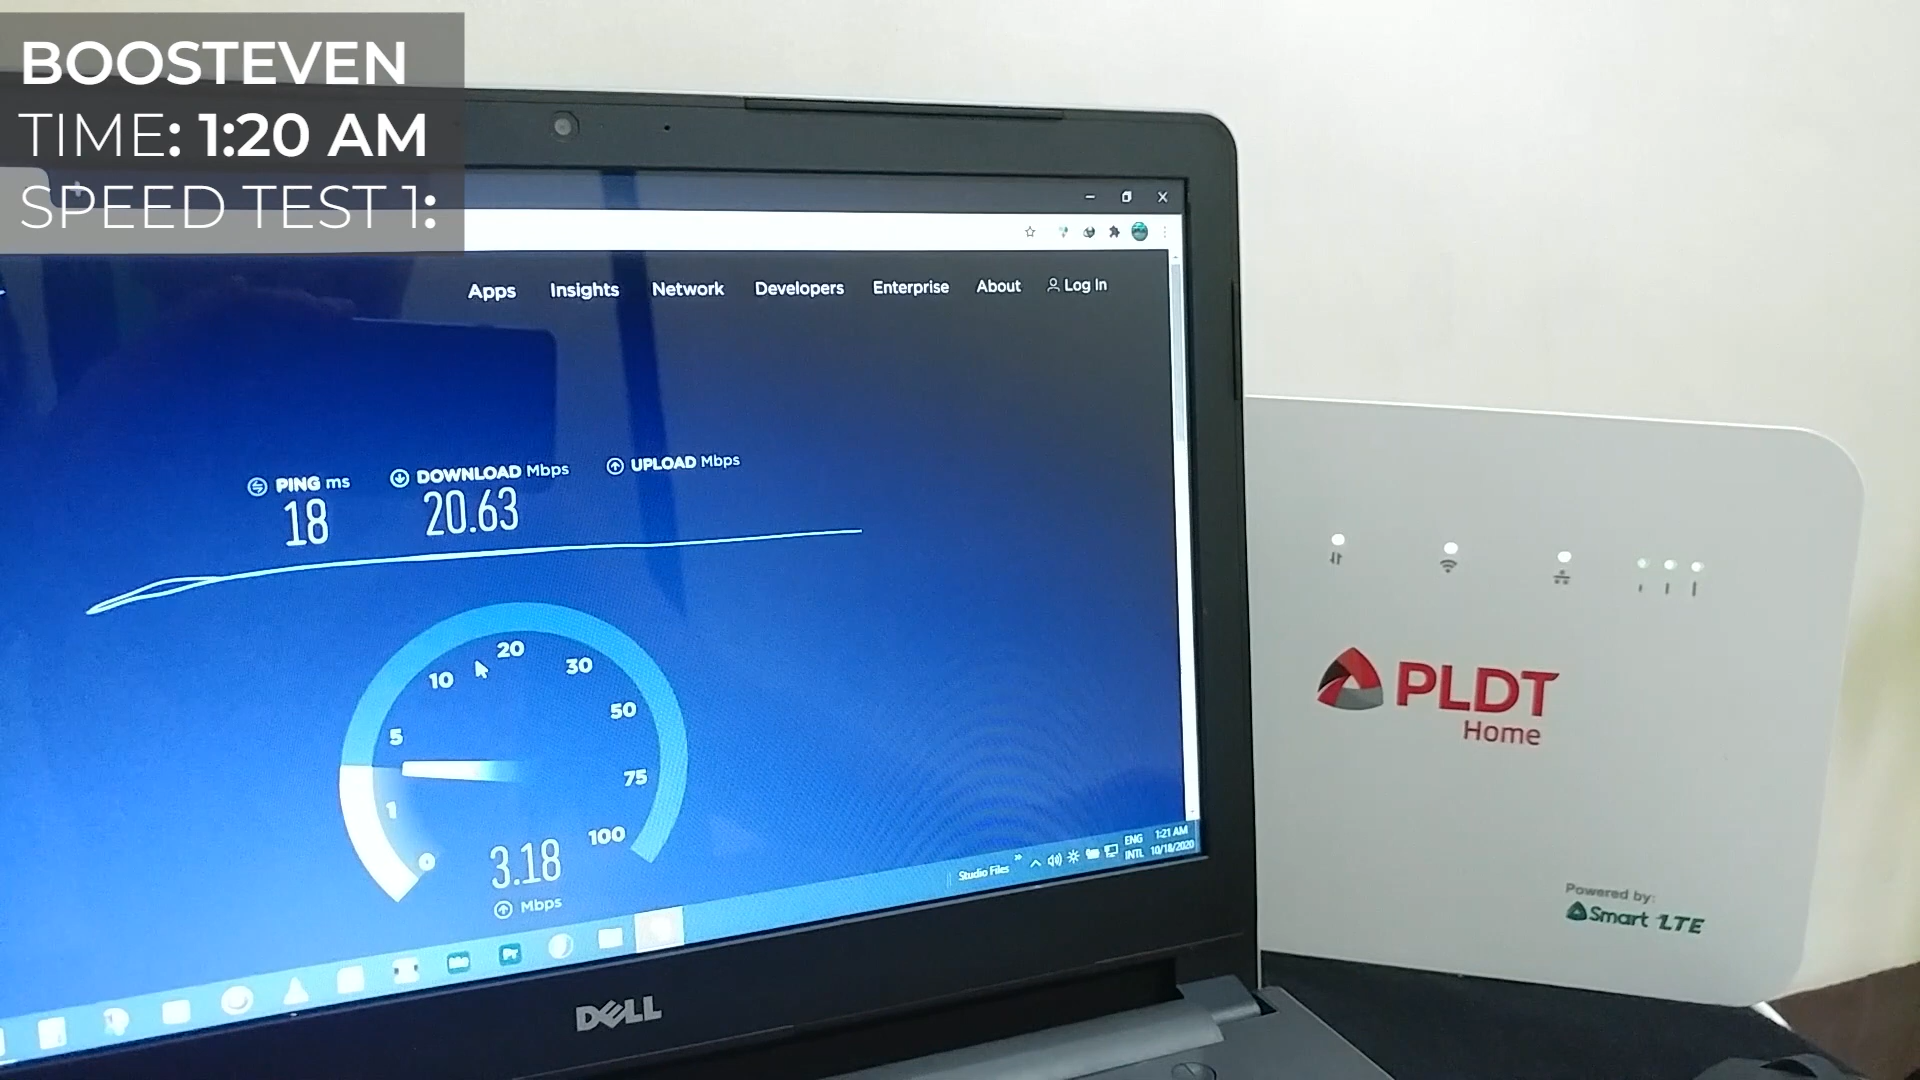 BOOSTEVEN
TIME: 1:20 AM
SPEED TEST 1:
Apps Insights Network Developers Enterprise About Log In
PING ms DOWNLOAD Mbps UPLOAD Mbps
18 20.63
0 1 5 10 20 30 50 75 100
3.18
Mbps
Studio Files
ENG
INTL
1:21 AM
10/18/2020
Pr
DELL
PLDT
Home
Powered by:
Smart LTE